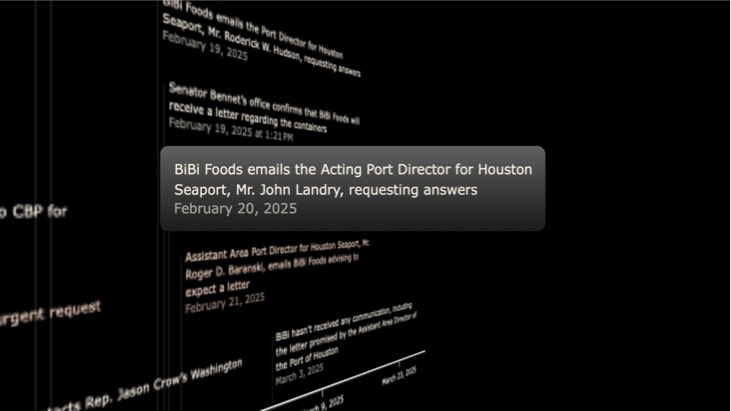 BiBi Foods emails the Port Director for Houston
Seaport, Mr. Roderick W. Hudson, requesting answers
February 19, 2025
Senator Bennet's office confirms that BiBi Foods will
receive a letter regarding the containers
February 19, 2025 at 1:21PM
BiBi Foods emails the Acting Port Director for Houston
Seaport, Mr. John Landry, requesting answers
February 20, 2025
CBP for
Assistant Area Port Director for Houston Seaport, Mr.
Roger D. Baranski, emails BiBi Foods advising to
expect a letter
February 21, 2025
request
BiBi hasn't received any communication, including
the letter promised by the Assistant Area Director of
the Port of Houston
March 3, 2025
Rep. Jason Crow's Washington
March 23, 2025
9, 2025